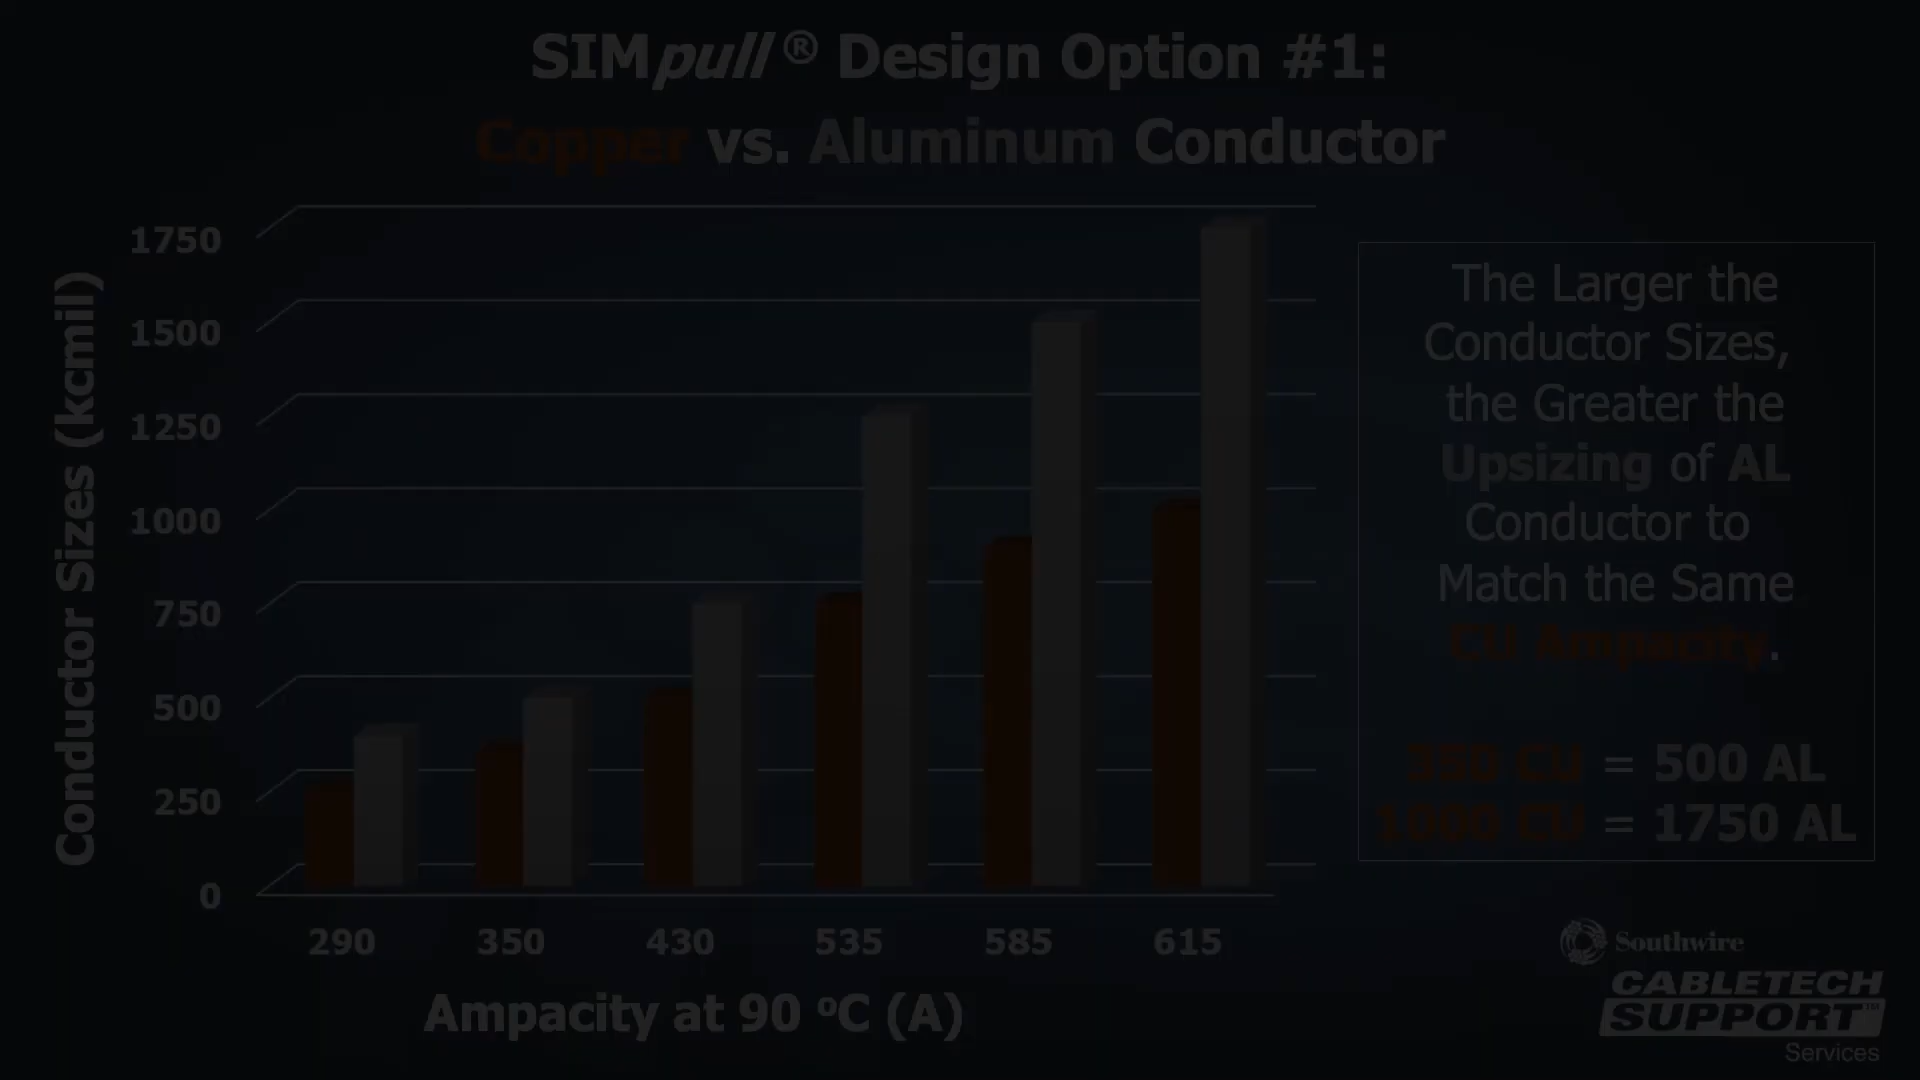 SIMpull® Design Option #1:
Copper vs. Aluminum Conductor
Conductor Sizes (kcmil)
1750
1500
1250
1000
750
500
250
0
290 350 430 535 585 615
Ampacity at 90 ºC (A)
The Larger the
Conductor Sizes,
the Greater the
Upsizing of AL
Conductor to
Match the Same
CU Ampacity.
350 CU = 500 AL
1000 CU = 1750 AL
Southwire
CABLETECH
SUPPORT™
Services